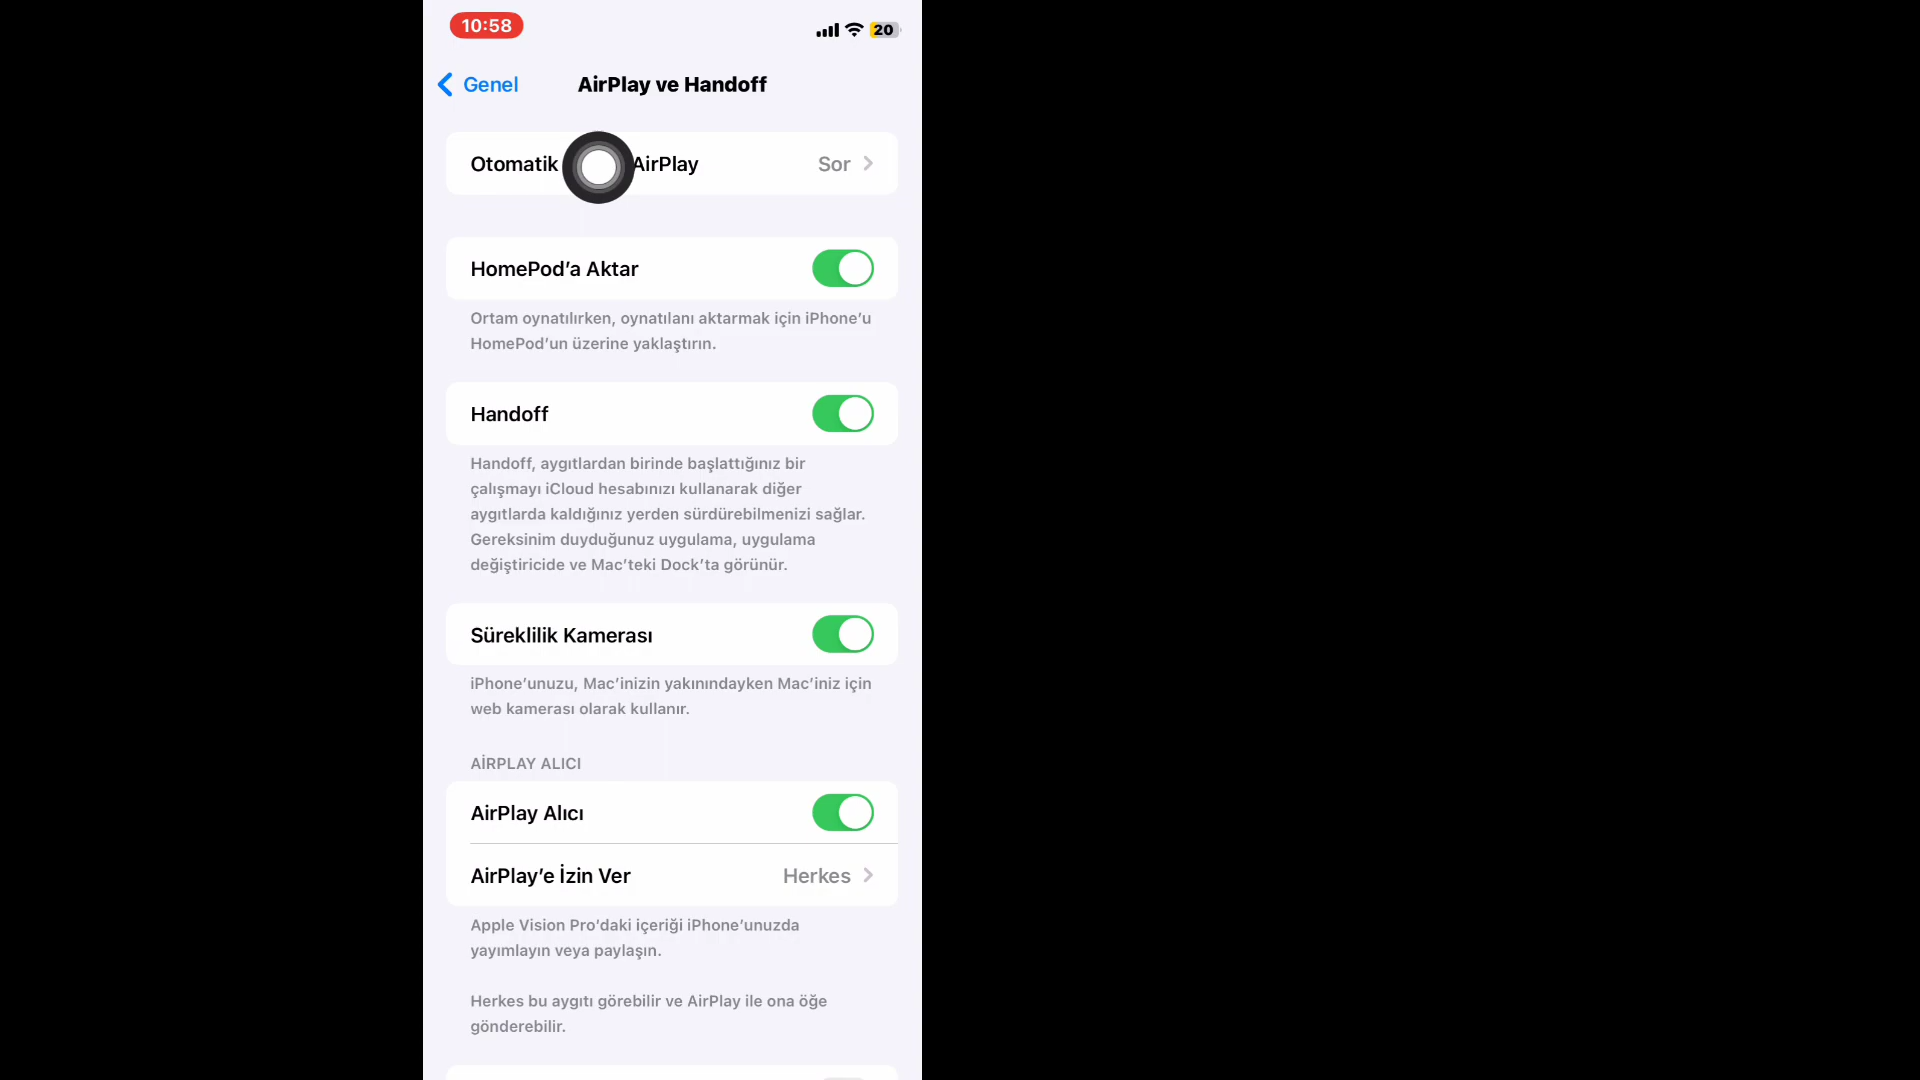 10:58
20
Genel
AirPlay ve Handoff
Otomatik AirPlay
Sor
HomePod’a Aktar
Ortam oynatılırken, oynatılanı aktarmak için iPhone’u
HomePod’un üzerine yaklaştırın.
Handoff
Handoff, aygıtlardan birinde başlattığınız bir
çalışmayı iCloud hesabınızı kullanarak diğer
aygıtlarda kaldığınız yerden sürdürebilmenizi sağlar.
Gereksinim duyduğunuz uygulama, uygulama
değiştiricide ve Mac’teki Dock’ta görünür.
Süreklilik Kamerası
iPhone’unuzu, Mac’inizin yakınındayken Mac’iniz için
web kamerası olarak kullanır.
AİRPLAY ALICI
AirPlay Alıcı
AirPlay’e İzin Ver
Herkes
Apple Vision Pro'daki içeriği iPhone’unuzda
yayımlayın veya paylaşın.
Herkes bu aygıtı görebilir ve AirPlay ile ona öğe
gönderebilir.